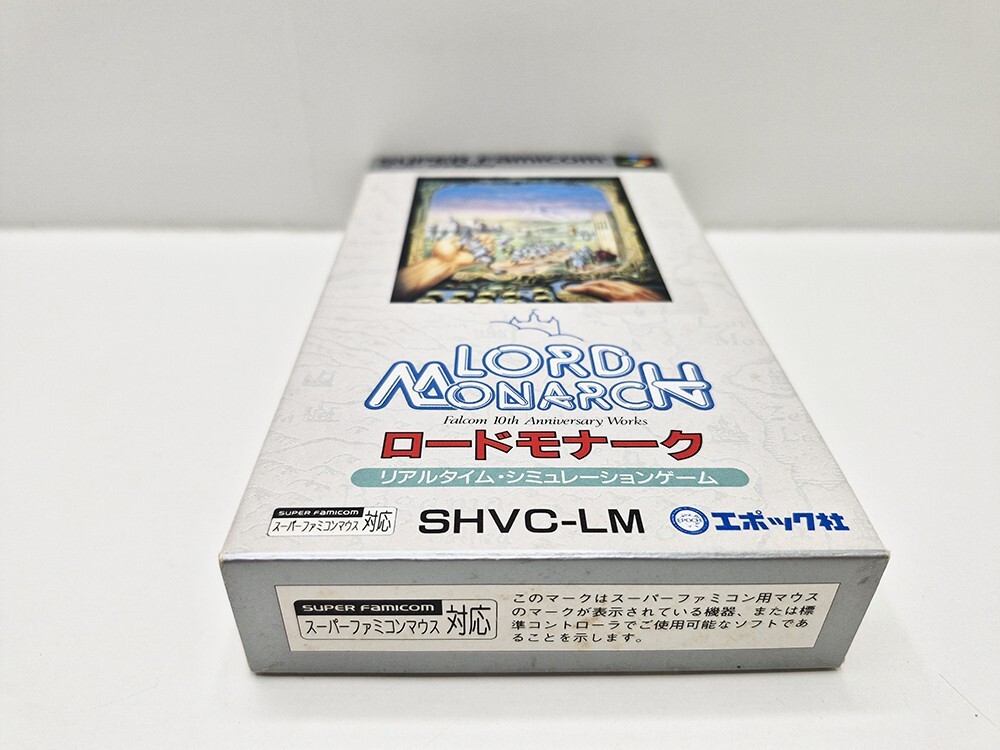 SUPER FAMICOM
LORD
MONARCH
Falcom 10th Anniversary Works
ロードモナーク
リアルタイム・シミュレーションゲーム
SUPER FAMICOM
スーパーファミコンマウス 対応
SHVC-LM
EPOCH エポック社
SUPER FAMICOM
スーパーファミコンマウス 対応
このマークはスーパーファミコン用マウス
のマークが表示されている機器、または標
準コントローラでご使用可能なソフトであ
ることを示します。